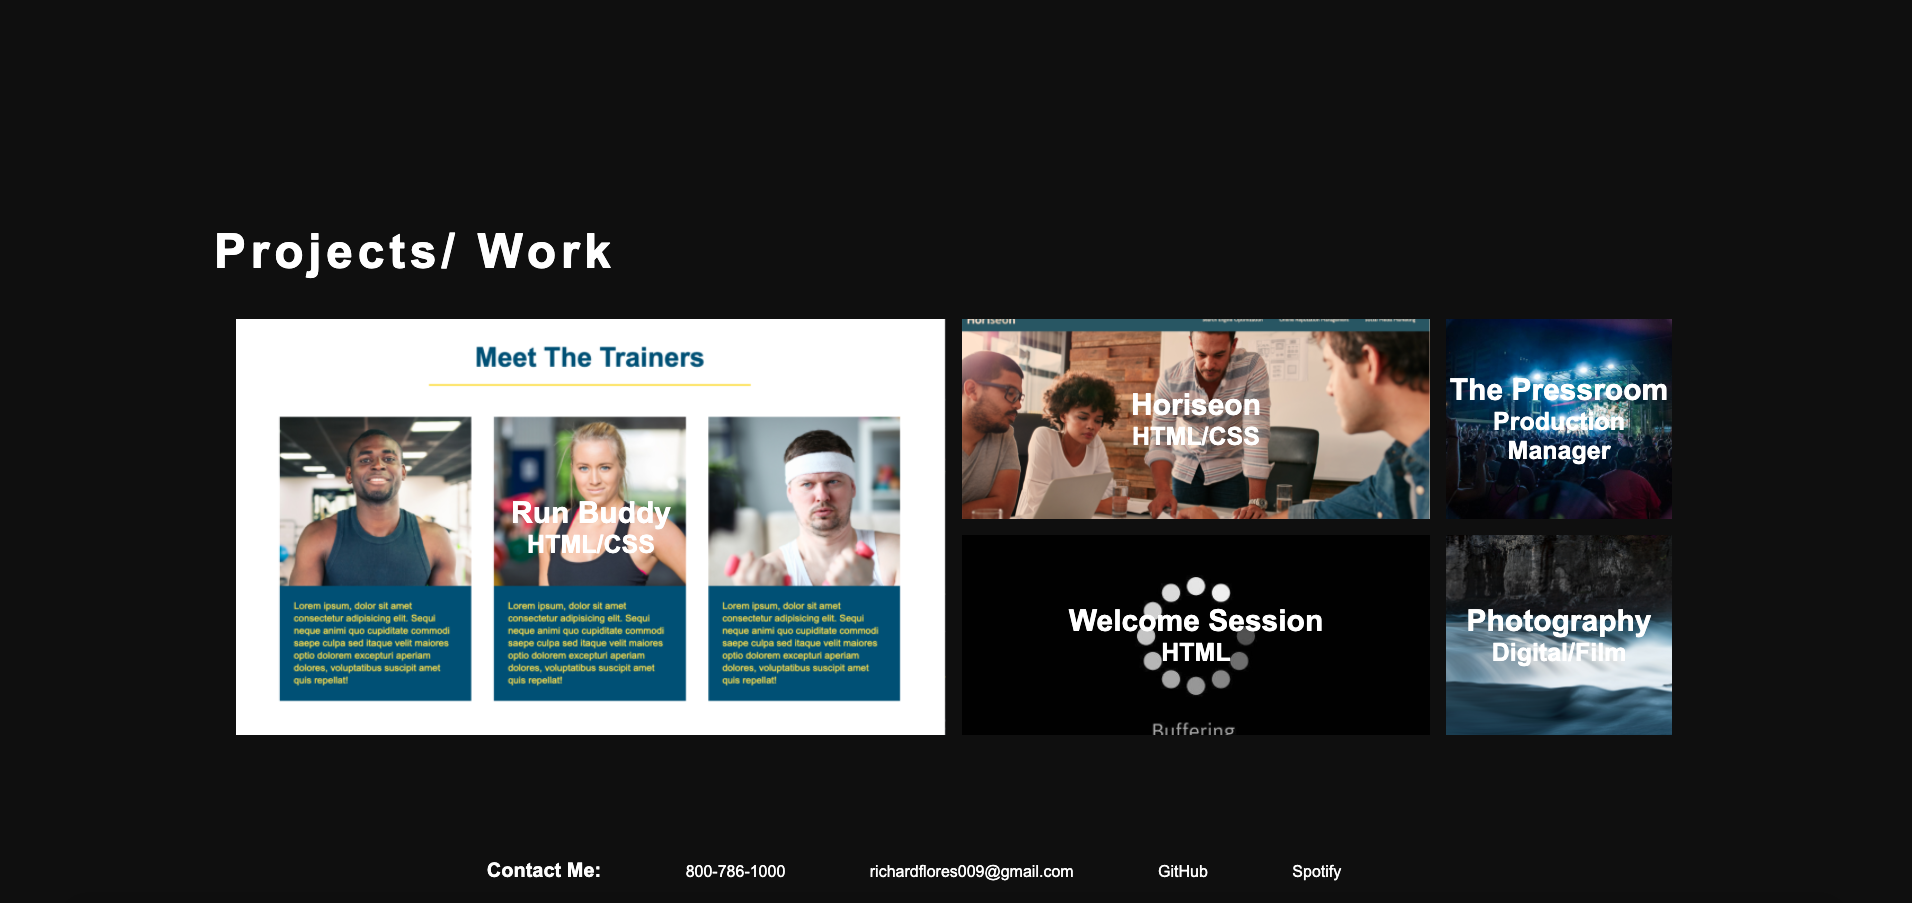 Projects/ Work
Meet The Trainers
Run Buddy
HTML/CSS
Lorem ipsum, dolor sit amet
consectetur adipisicing elit. Sequi
neque animi quo cupiditate commodi
saepe culpa sed itaque velit maiores
optio dolorem excepturi aperiam
dolores, voluptatibus suscipit amet
quis repellat!
Lorem ipsum, dolor sit amet
consectetur adipisicing elit. Sequi
neque animi quo cupiditate commodi
saepe culpa sed itaque velit maiores
optio dolorem excepturi aperiam
dolores, voluptatibus suscipit amet
quis repellat!
Lorem ipsum, dolor sit amet
consectetur adipisicing elit. Sequi
neque animi quo cupiditate commodi
saepe culpa sed itaque velit maiores
optio dolorem excepturi aperiam
dolores, voluptatibus suscipit amet
quis repellat!
Horiseon
Horiseon
HTML/CSS
The Pressroom
Production
Manager
Welcome Session
HTML
Buffering
Photography
Digital/Film
Contact Me: 800-786-1000 richardflores009@gmail.com GitHub Spotify